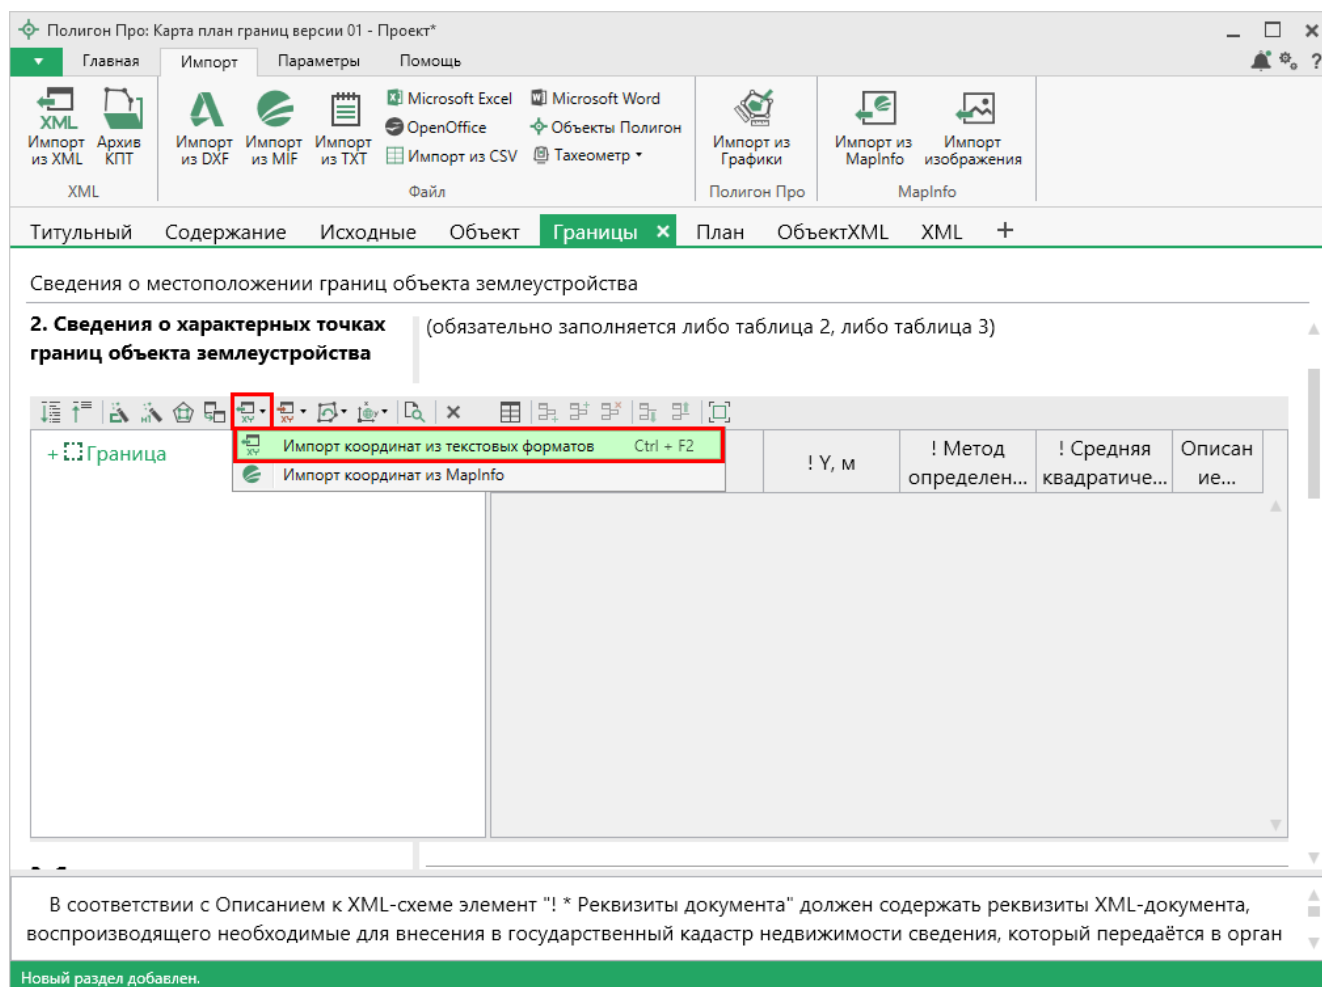 Полигон Про: Карта план границ версии 01 - Проект*
Главная Импорт Параметры Помощь
?
XML
Импорт из XML
Архив КПТ
Импорт из DXF
Импорт из MIF
Импорт из TXT
Microsoft Excel
OpenOffice
Импорт из CSV
Microsoft Word
Объекты Полигон
Тахеометр
Импорт из Графики
Импорт из MapInfo
Импорт изображения
XML Файл Полигон Про MapInfo
Титульный Содержание Исходные Объект Границы × План ОбъектXML XML +
Сведения о местоположении границ объекта землеустройства
2. Сведения о характерных точках
границ объекта землеустройства
(обязательно заполняется либо таблица 2, либо таблица 3)
+ Граница
Импорт координат из текстовых форматов Ctrl + F2
Импорт координат из MapInfo
! Y, м
! Метод определен...
! Средняя квадратиче...
Описан ие...
В соответствии с Описанием к XML-схеме элемент "! * Реквизиты документа" должен содержать реквизиты XML-документа,
воспроизводящего необходимые для внесения в государственный кадастр недвижимости сведения, который передаётся в орган
Новый раздел добавлен.